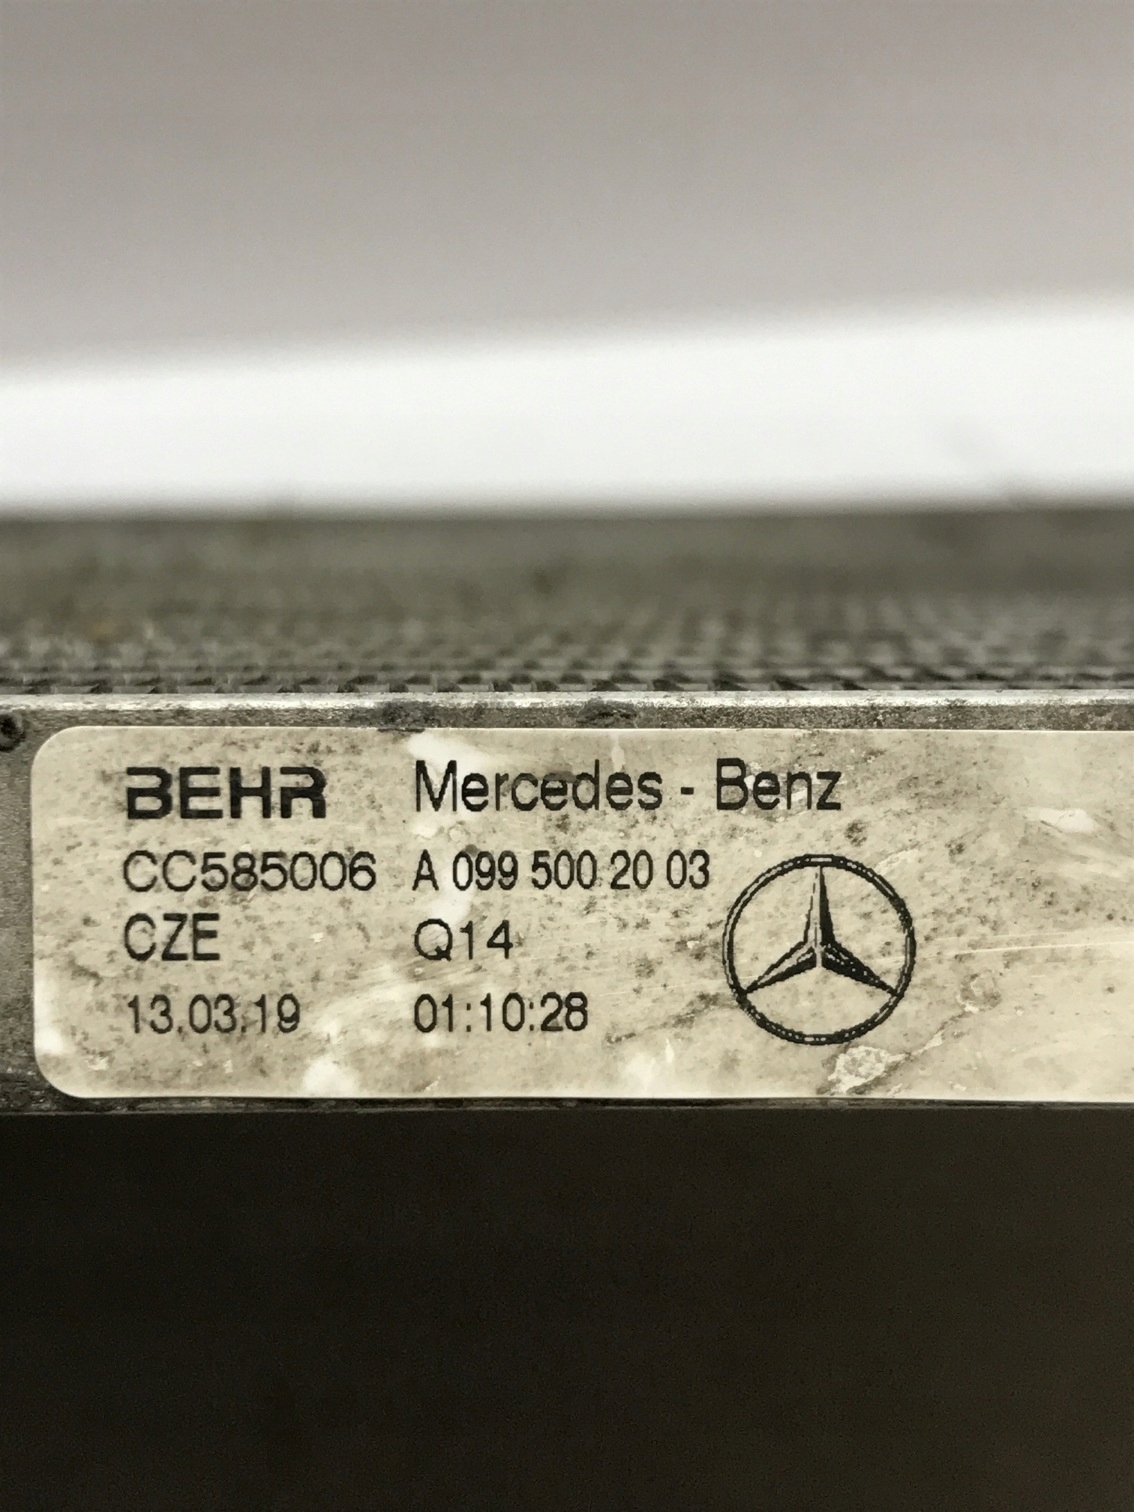 BEHR Mercedes - Benz
CC585006 A 099 500 20 03
CZE Q14
13.03.19 01:10:28